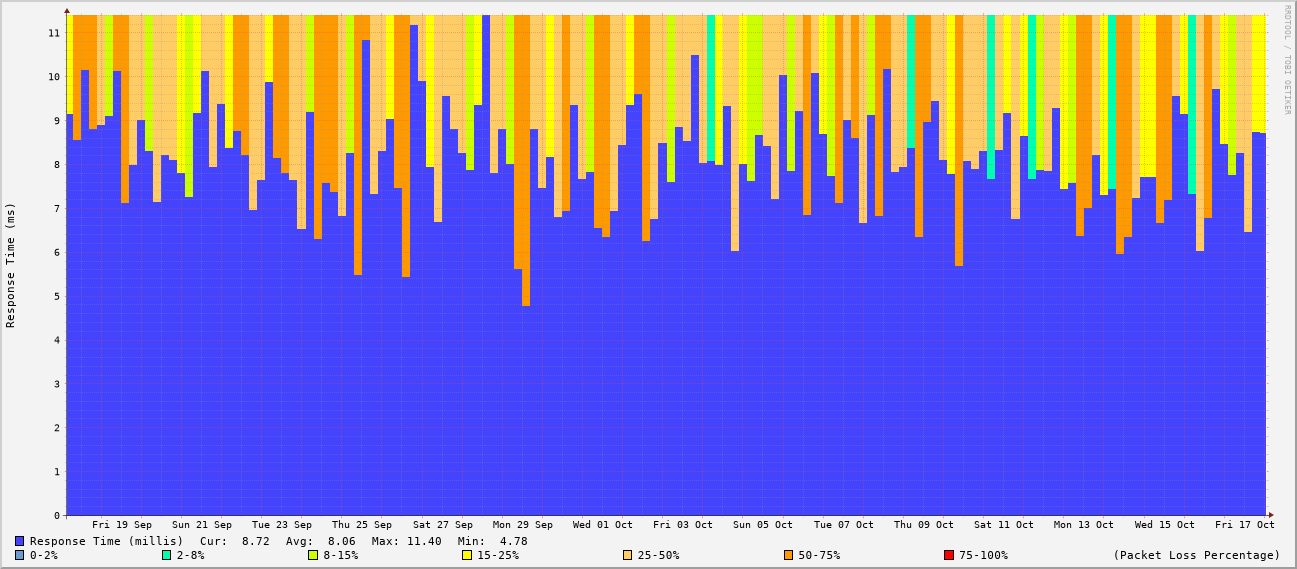 RRDTOOL / TOBI OETIKER
Response Time (ms)
11
10
9
8
7
6
5
4
3
2
1
0
Fri 19 Sep Sun 21 Sep Tue 23 Sep Thu 25 Sep Sat 27 Sep Mon 29 Sep Wed 01 Oct Fri 03 Oct Sun 05 Oct Tue 07 Oct Thu 09 Oct Sat 11 Oct Mon 13 Oct Wed 15 Oct Fri 17 Oct
Response Time (millis) Cur: 8.72 Avg: 8.06 Max: 11.40 Min: 4.78
0-2% 2-8% 8-15% 15-25% 25-50% 50-75% 75-100% (Packet Loss Percentage)